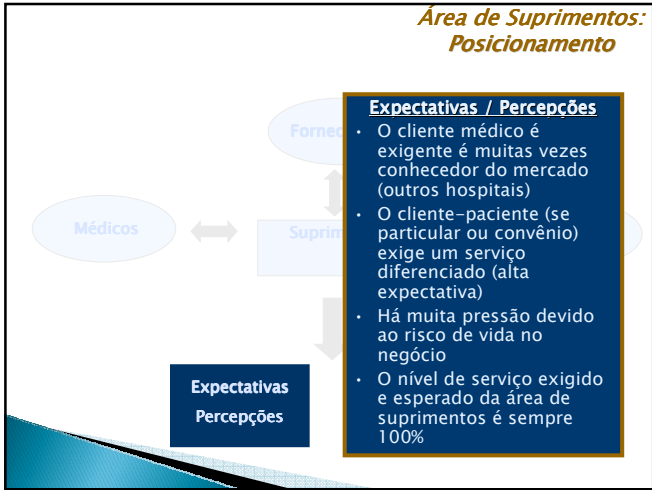 Área de Suprimentos:
Posicionamento
Expectativas / Percepções
• O cliente médico é
exigente é muitas vezes
conhecedor do mercado
(outros hospitais)
• O cliente-paciente (se
particular ou convênio)
exige um serviço
diferenciado (alta
expectativa)
• Há muita pressão devido
ao risco de vida no
negócio
• O nível de serviço exigido
e esperado da área de
suprimentos é sempre
100%
Médicos
Expectativas
Percepções